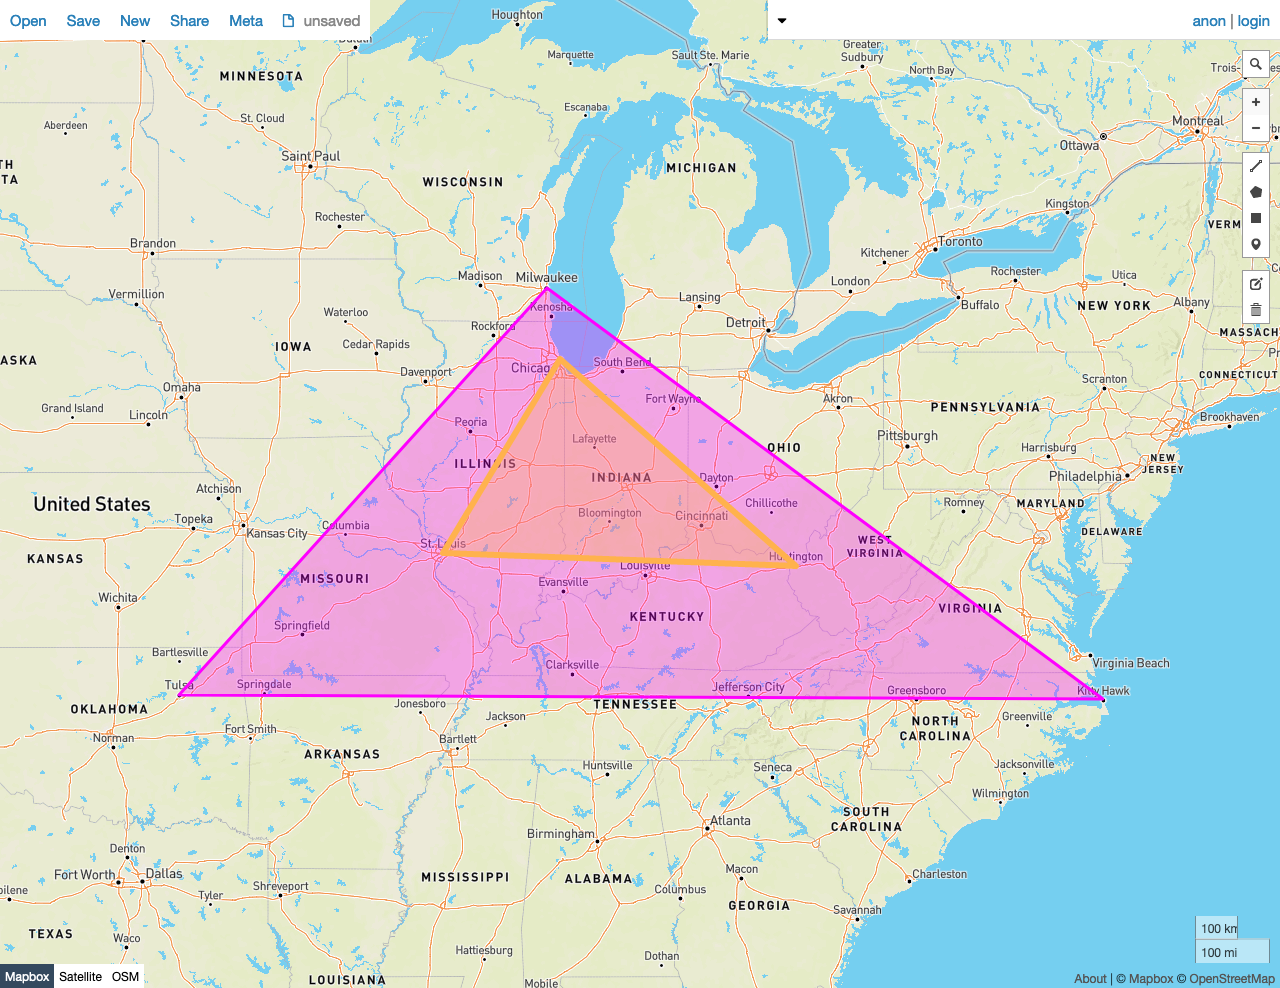 Open Save New Share Meta unsaved
anon | login
Houghton
Duluth
Marquette
Sault Ste. Marie
Greater
Sudbury
North Bay
Trois-
MINNESOTA
Escanaba
Aberdeen
St. Cloud
Montreal
Ottawa
Saint Paul
MICHIGAN
WISCONSIN
TH
TA
Rochester
Kingston
VERM
Brandon
Toronto
Kitchener
Madison
Milwaukee
London
Rochester
Utica
Vermillion
Lansing
Buffalo
NEW YORK
Albany
Kenosha
Waterloo
Rockford
Detroit
MASSACH
IOWA
Cedar Rapids
ASKA
Chicago
South Bend
Davenport
CONNECTICUT
Omaha
Scranton
Fort Wayne
Akron
Grand Island
Lincoln
PENNSYLVANIA
Brookhaven
Peoria
Pittsburgh
Lafayette
OHIO
Harrisburg
NEW
JERSEY
ILLINOIS
INDIANA
Dayton
Philadelphia
Atchison
United States
Chillicothe
Romney
MARYLAND
Topeka
Columbia
Bloomington
Cincinnati
Kansas City
DELAWARE
St. Louis
WEST
VIRGINIA
KANSAS
Huntington
Louisville
MISSOURI
Evansville
Wichita
VIRGINIA
KENTUCKY
Springfield
Bartlesville
Clarksville
Virginia Beach
Tulsa
Springdale
Jefferson City
Greensboro
Kitty Hawk
OKLAHOMA
Jonesboro
TENNESSEE
Jackson
Greenville
NORTH
CAROLINA
Fort Smith
Norman
Bartlett
ARKANSAS
Huntsville
Seneca
Jacksonville
Wilmington
SOUTH
CAROLINA
Atlanta
Birmingham
Denton
Macon
Fort Worth
Dallas
MISSISSIPPI
ALABAMA
Charleston
Shreveport
Columbus
bilene
Tyler
GEORGIA
Savannah
TEXAS
Waco
100 km
Hattiesburg
Dothan
100 mi
Mapbox Satellite OSM
LOUISIANA
Mobile
About | © Mapbox © OpenStreetMap